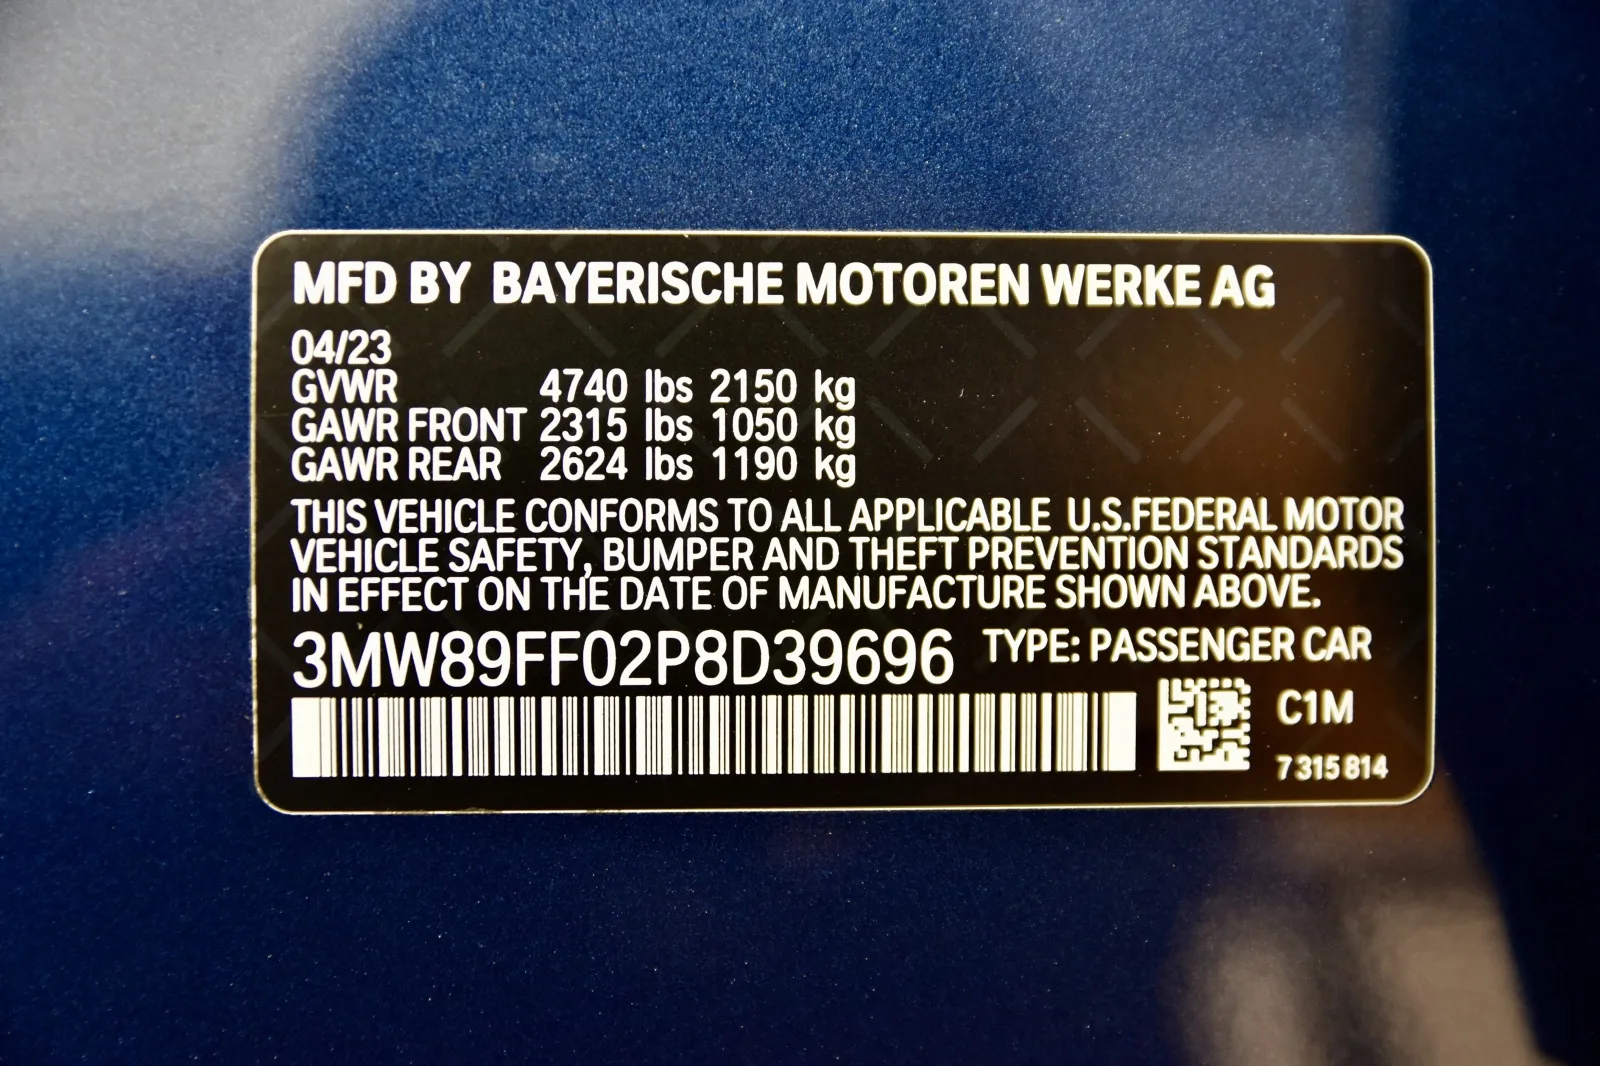 MFD BY BAYERISCHE MOTOREN WERKE AG
04/23
GVWR 4740 lbs 2150 kg
GAWR FRONT 2315 lbs 1050 kg
GAWR REAR 2624 lbs 1190 kg
THIS VEHICLE CONFORMS TO ALL APPLICABLE U.S.FEDERAL MOTOR
VEHICLE SAFETY, BUMPER AND THEFT PREVENTION STANDARDS
IN EFFECT ON THE DATE OF MANUFACTURE SHOWN ABOVE.
3MW89FF02P8D39696 TYPE: PASSENGER CAR
C1M
7 315 814